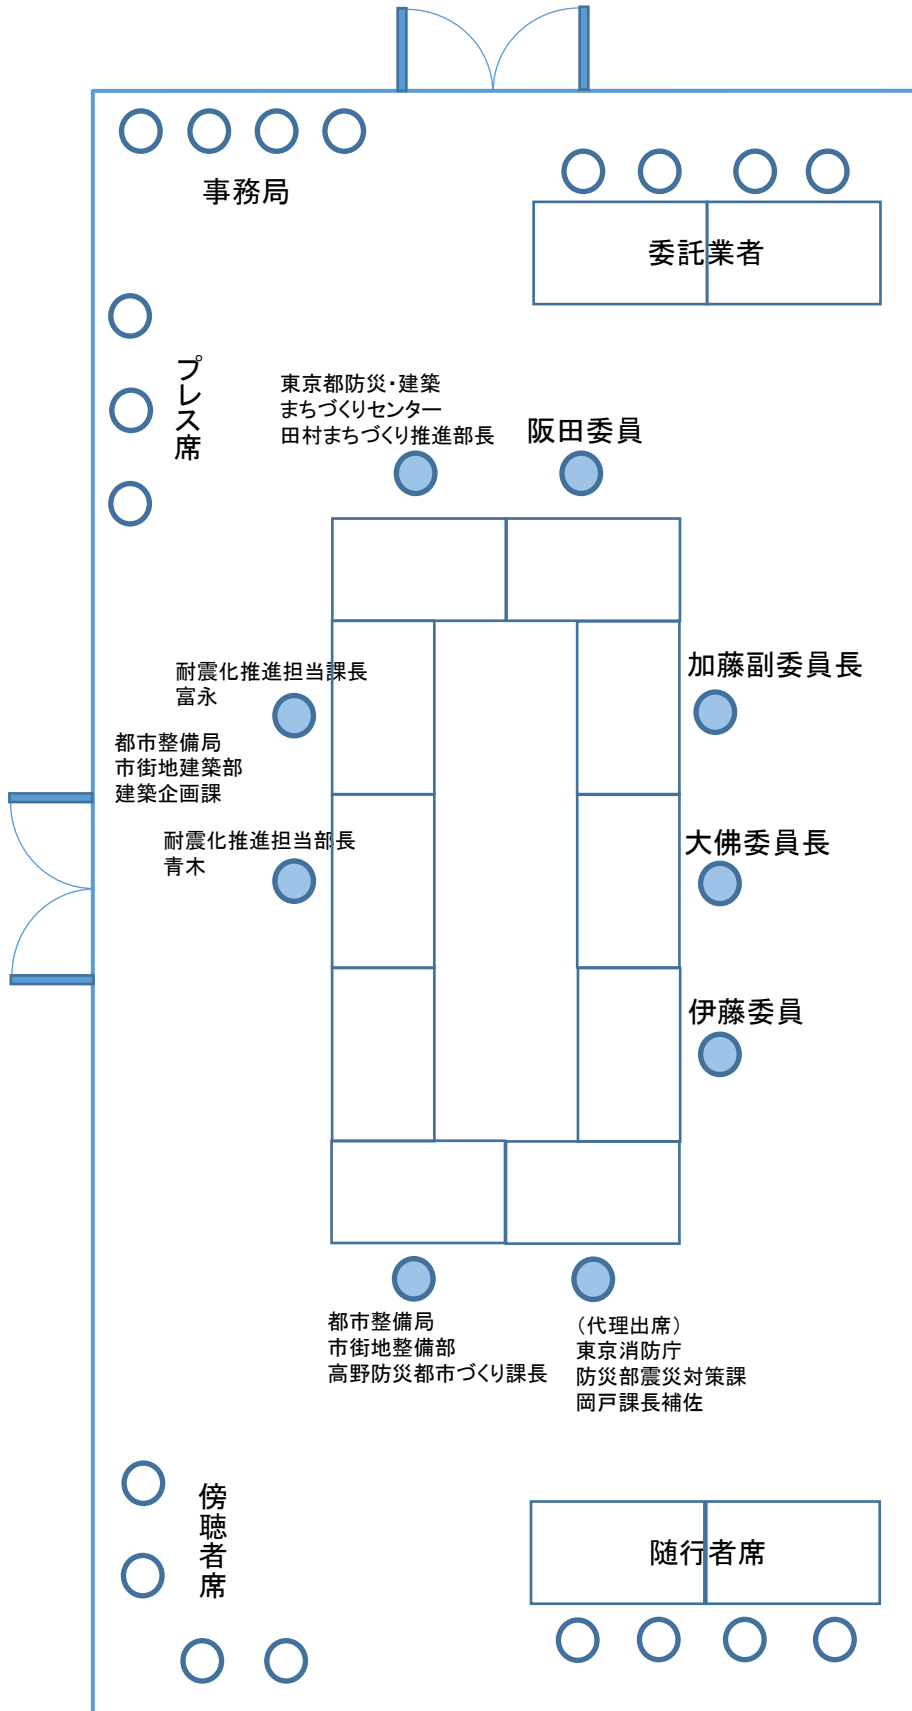 事務局
委託業者
プレス席
東京都防災・建築
まちづくりセンター
田村まちづくり推進部長
阪田委員
耐震化推進担当課長
富永
加藤副委員長
都市整備局
市街地建築部
建築企画課
耐震化推進担当部長
青木
大佛委員長
伊藤委員
都市整備局
市街地整備部
高野防災都市づくり課長
（代理出席）
東京消防庁
防災部震災対策課
岡戸課長補佐
傍聴者席
随行者席